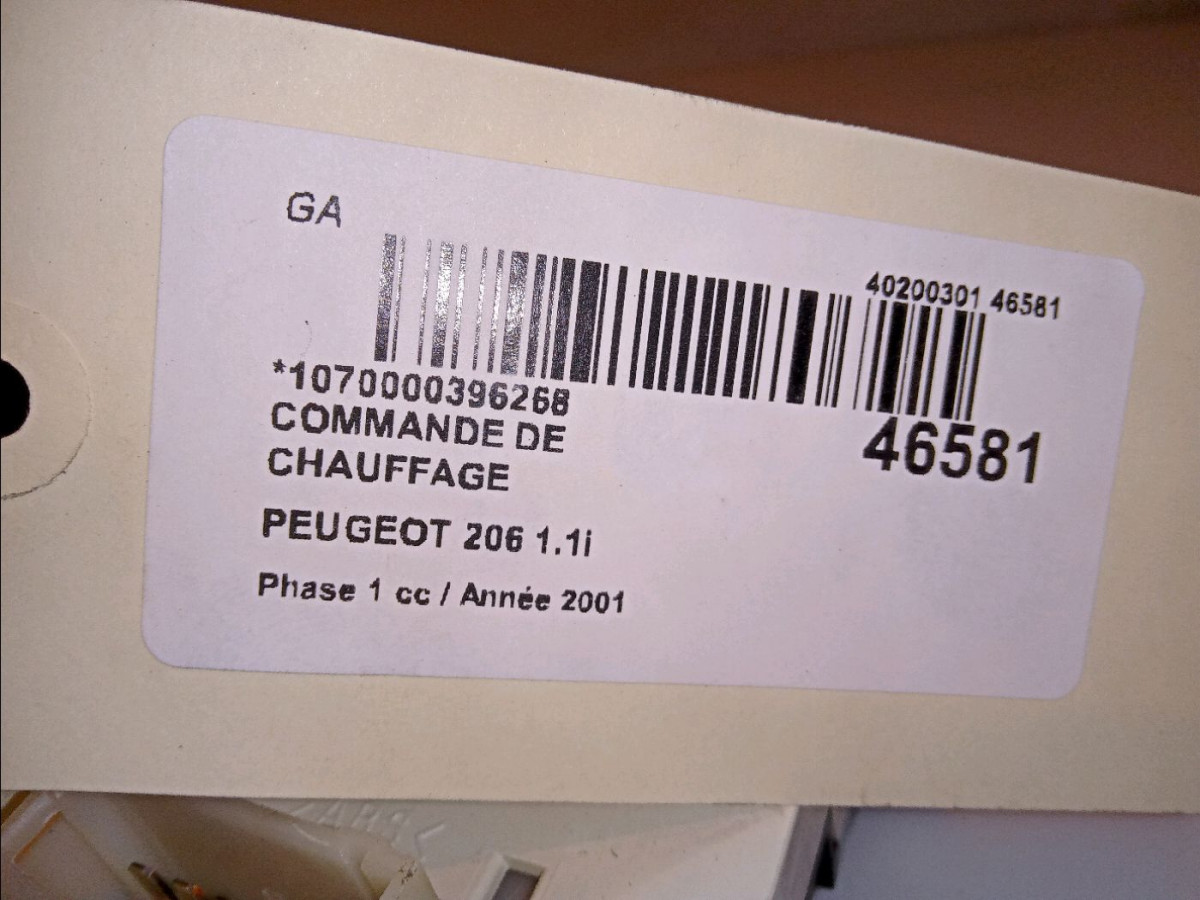 GA
40200301 46581
*1070000396268
COMMANDE DE
CHAUFFAGE
46581
PEUGEOT 206 1.1i
Phase 1 cc / Année 2001